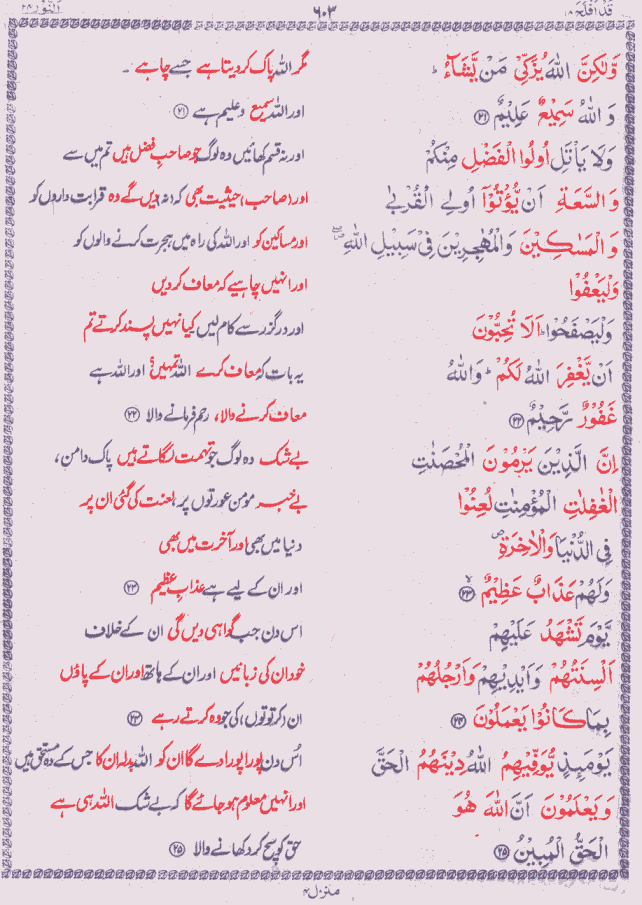 قد افلح ۱۸
۶۰۳
النور ۲۴
وَّلٰكِنَّ اللّٰهَ يُزَكِّىْ مَنْ يَّشَآءُ ؕ
مگر اللہ پاک کر دیتا ہے جسے چاہے ۔
وَ اللّٰهُ سَمِيْعٌ عَلِيْمٌ ﴿۲۱﴾
اور اللہ سمیع و علیم ہے ﴿۲۱﴾
وَلَا يَاْتَلِ اُولُوا الْفَضْلِ مِنْكُمْ
اور نہ قسم کھائیں وہ لوگ جو صاحب فضل ہیں تم میں سے
وَ السَّعَةِ اَنْ يُّؤْتُوْٓا اُولِى الْقُرْبٰى
اور (صاحب) حیثیت بھی کہ (نہ) دیں گے وہ قرابت داروں کو
وَ الْمَسٰكِيْنَ وَالْمُهٰجِرِيْنَ فِىْ سَبِيْلِ اللّٰهِ
اور مساکین کو اور اللہ کی راہ میں ہجرت کرنے والوں کو
وَلْيَعْفُوْا
اور انہیں چاہیے کہ معاف کر دیں
وَلْيَصْفَحُوْا ؕ اَلَا تُحِبُّوْنَ
اور درگزر سے کام لیں کیا نہیں پسند کرتے تم
اَنْ يَّغْفِرَ اللّٰهُ لَكُمْ ؕ وَاللّٰهُ
یہ بات کہ معاف کرے اللہ تمہیں؟ اور اللہ ہے
غَفُوْرٌ رَّحِيْمٌ ﴿۲۲﴾
معاف کرنے والا، رحم فرمانے والا ﴿۲۲﴾
اِنَّ الَّذِيْنَ يَرْمُوْنَ الْمُحْصَنٰتِ
بے شک وہ لوگ جو تہمت لگاتے ہیں پاک دامن،
الْغٰفِلٰتِ الْمُؤْمِنٰتِ لُعِنُوْا
بے خبر مومن عورتوں پر، لعنت کی گئی ان پر
فِى الدُّنْيَا وَالْاٰخِرَةِ ۪
دنیا میں بھی اور آخرت میں بھی
وَلَهُمْ عَذَابٌ عَظِيْمٌ ﴿۲۳﴾
اور ان کے لیے ہے عذاب عظیم ﴿۲۳﴾
يَّوْمَ تَشْهَدُ عَلَيْهِمْ
اس دن جب گواہی دیں گی ان کے خلاف
اَلْسِنَتُهُمْ وَاَيْدِيْهِمْ وَاَرْجُلُهُمْ
خود ان کی زبانیں اور ان کے ہاتھ اور ان کے پاؤں
بِمَا كَانُوْا يَعْمَلُوْنَ ﴿۲۴﴾
ان (کرتوتوں) کی جو وہ کرتے رہے ﴿۲۴﴾
يَوْمَئِذٍ يُّوَفِّيْهِمُ اللّٰهُ دِيْنَهُمُ الْحَقَّ
اُس دن پورا پورا دے گا ان کو اللہ بدلہ ان کا جس کے وہ مستحق ہیں
وَ يَعْلَمُوْنَ اَنَّ اللّٰهَ هُوَ
اور انہیں معلوم ہو جائے گا کہ بے شک اللہ ہی ہے
الْحَقُّ الْمُبِيْنُ ﴿۲۵﴾
حق کو سچ کر دکھانے والا ﴿۲۵﴾
منزل ۴